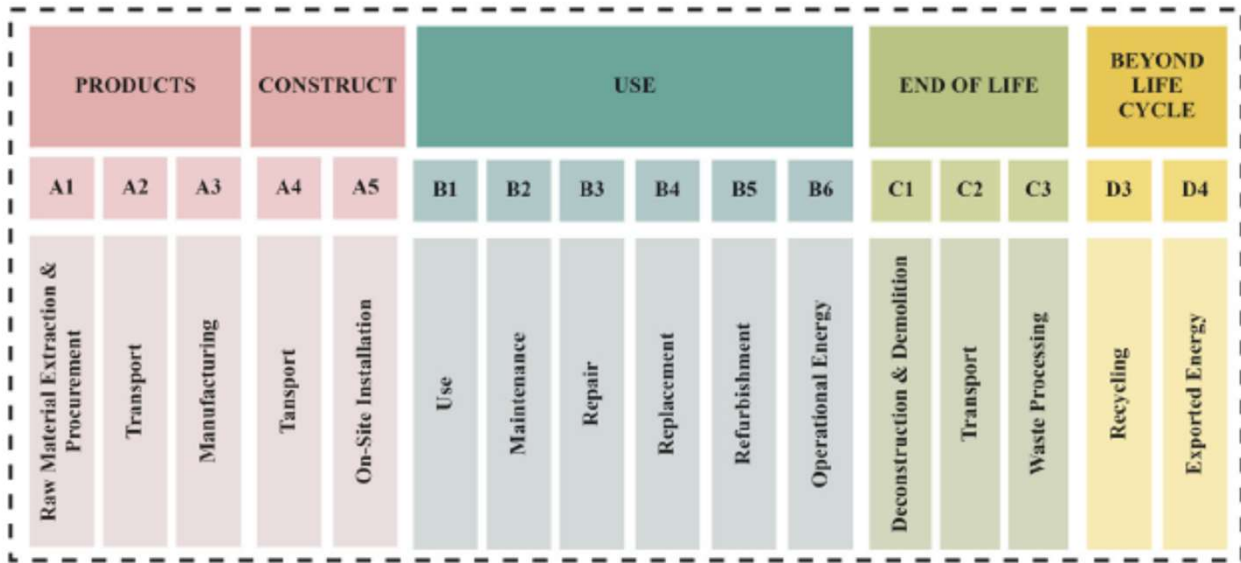 PRODUCTS
CONSTRUCT
USE
END OF LIFE
BEYOND
LIFE
CYCLE
A1
A2
A3
A4
A5
B1
B2
B3
B4
B5
B6
C1
C2
C3
D3
D4
Raw Material Extraction &
Procurement
Transport
Manufacturing
Tansport
On-Site Installation
Use
Maintenance
Repair
Replacement
Refurbishment
Operational Energy
Deconstruction & Demolition
Transport
Waste Processing
Recycling
Exported Energy